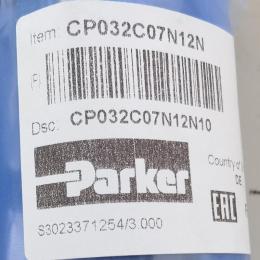 Item: CP032C07N12N
(P)
Dsc: CP032C07N12N10
Parker
Country of
DE
S3023371254/3.000
EAC